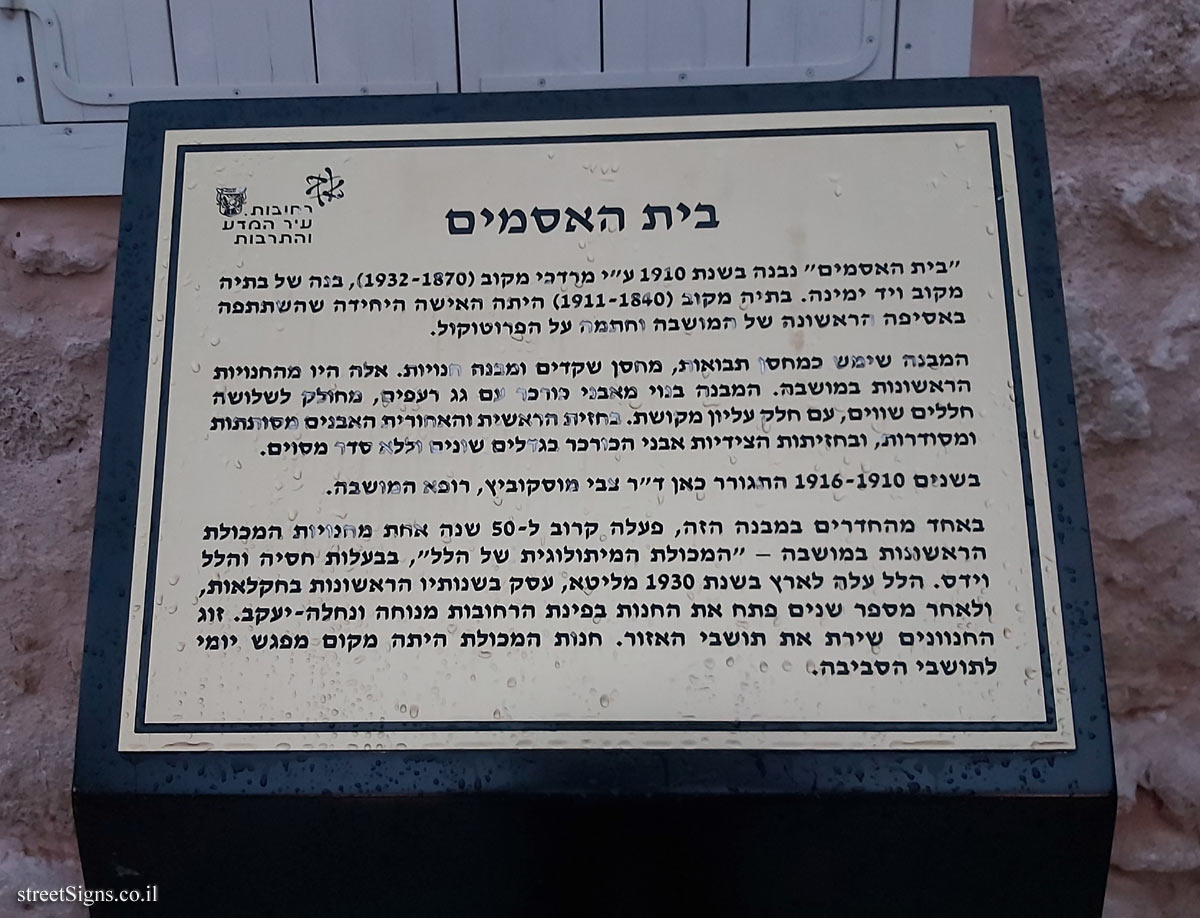 רחובות.
עיר המדע
והתרבות
בית האסמים
"בית האסמים" נבנה בשנת 1910 ע"י מרדכי מקוב (1932-1870), בנה של בתיה
מקוב ויד ימינה. בתיה מקוב (1911-1840) היתה האישה היחידה שהשתתפה
באסיפה הראשונה של המושבה וחתמה על הפרוטוקול.
המבנה שימש כמחסן תבואות, מחסן שקדים ומבנה חנויות. אלה היו מהחנויות
הראשונות במושבה. המבנה בנוי מאבני כורכר עם גג רעפים, מחולק לשלושה
חללים שווים, עם חלק עליון מקושת. בחזית הראשית והאחורית האבנים מסותתות
ומסודרות, ובחזיתות הצידיות אבני הכורכר בגדלים שונים וללא סדר מסוים.
בשנים 1916-1910 התגורר כאן ד"ר צבי מוסקוביץ, רופא המושבה.
באחד מהחדרים במבנה הזה, פעלה קרוב ל-50 שנה אחת מחנויות המכולת
הראשונות במושבה – "המכולת המיתולוגית של הלל", בבעלות חסיה והלל
וידס. הלל עלה לארץ בשנת 1930 מליטא, עסק בשנותיו הראשונות בחקלאות,
ולאחר מספר שנים פתח את החנות בפינת הרחובות מנוחה ונחלה-יעקב. זוג
החנוונים שירת את תושבי האזור. חנות המכולת היתה מקום מפגש יומי
לתושבי הסביבה.
streetSigns.co.il